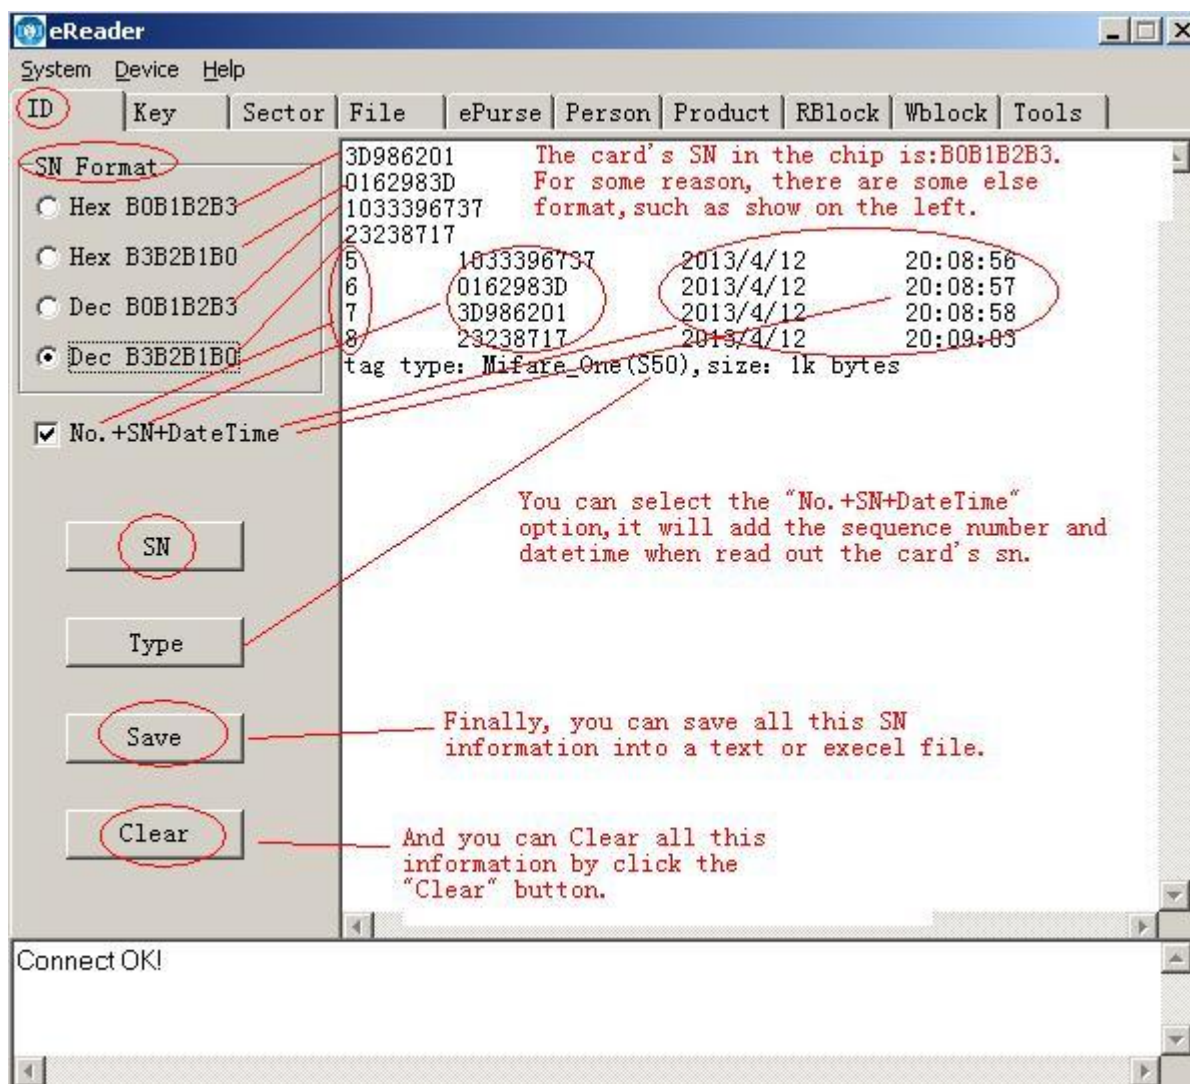 eReader
System Device Help
ID Key Sector File ePurse Person Product RBlock Wblock Tools
SN Format
Hex B0B1B2B3
Hex B3B2B1B0
Dec B0B1B2B3
Dec B3B2B1B0
No.+SN+DateTime
SN
Type
Save
Clear
3D986201
0162983D
1033396737
23238717
5 1033396737 2013/4/12 20:08:56
6 0162983D 2013/4/12 20:08:57
7 3D986201 2013/4/12 20:08:58
8 23238717 2013/4/12 20:09:03
tag type: Mifare_One(S50),size: 1k bytes
The card's SN in the chip is:B0B1B2B3.
For some reason, there are some else
format,such as show on the left.
You can select the "No.+SN+DateTime"
option,it will add the sequence number and
datetime when read out the card's sn.
Finally, you can save all this SN
information into a text or execel file.
And you can Clear all this
information by click the
"Clear" button.
Connect OK!